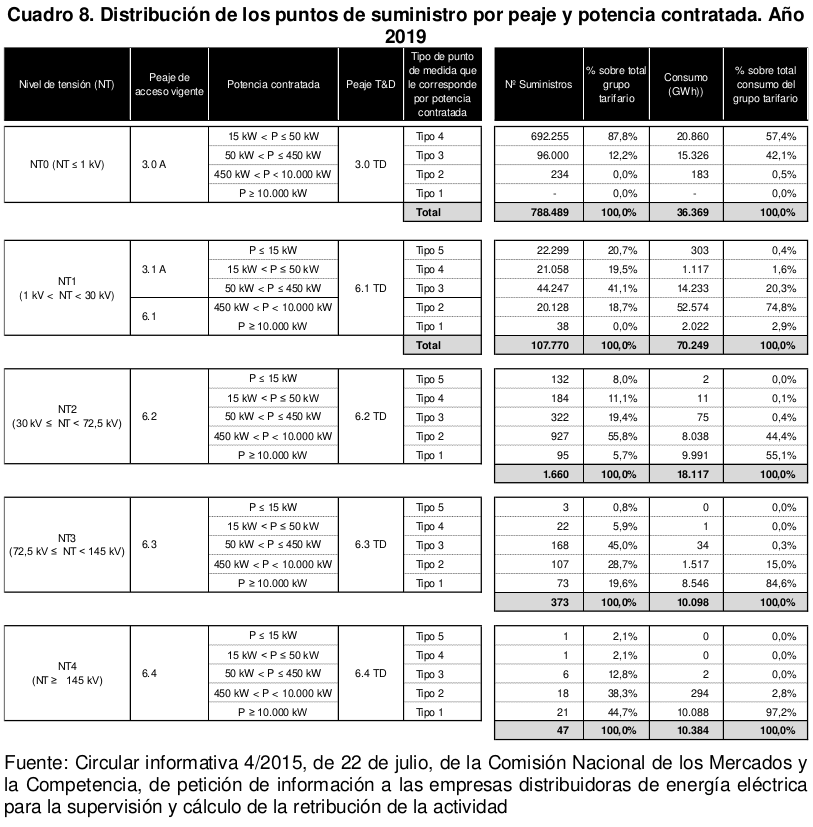 Cuadro 8. Distribución de los puntos de suministro por peaje y potencia contratada. Año
2019
Nivel de tensión (NT) Peaje de acceso vigente Potencia contratada Peaje T&D Tipo de punto de medida que le corresponde por potencia contratada Nº Suministros % sobre total grupo tarifario Consumo (GWh)) % sobre total consumo del grupo tarifario
NT0 (NT ≤ 1 kV) 3.0 A 3.0 TD
15 kW < P ≤ 50 kW Tipo 4 692.255 87,8% 20.860 57,4%
50 kW < P ≤ 450 kW Tipo 3 96.000 12,2% 15.326 42,1%
450 kW < P < 10.000 kW Tipo 2 234 0,0% 183 0,5%
P ≥ 10.000 kW Tipo 1 - 0,0% - 0,0%
Total 788.489 100,0% 36.369 100,0%
NT1
(1 kV < NT < 30 kV) 3.1 A 6.1 6.1 TD
P ≤ 15 kW Tipo 5 22.299 20,7% 303 0,4%
15 kW < P ≤ 50 kW Tipo 4 21.058 19,5% 1.117 1,6%
50 kW < P ≤ 450 kW Tipo 3 44.247 41,1% 14.233 20,3%
450 kW < P < 10.000 kW Tipo 2 20.128 18,7% 52.574 74,8%
P ≥ 10.000 kW Tipo 1 38 0,0% 2.022 2,9%
Total 107.770 100,0% 70.249 100,0%
NT2
(30 kV ≤ NT < 72,5 kV) 6.2 6.2 TD
P ≤ 15 kW Tipo 5 132 8,0% 2 0,0%
15 kW < P ≤ 50 kW Tipo 4 184 11,1% 11 0,1%
50 kW < P ≤ 450 kW Tipo 3 322 19,4% 75 0,4%
450 kW < P < 10.000 kW Tipo 2 927 55,8% 8.038 44,4%
P ≥ 10.000 kW Tipo 1 95 5,7% 9.991 55,1%
1.660 100,0% 18.117 100,0%
NT3
(72,5 kV ≤ NT < 145 kV) 6.3 6.3 TD
P ≤ 15 kW Tipo 5 3 0,8% 0 0,0%
15 kW < P ≤ 50 kW Tipo 4 22 5,9% 1 0,0%
50 kW < P ≤ 450 kW Tipo 3 168 45,0% 34 0,3%
450 kW < P < 10.000 kW Tipo 2 107 28,7% 1.517 15,0%
P ≥ 10.000 kW Tipo 1 73 19,6% 8.546 84,6%
373 100,0% 10.098 100,0%
NT4
(NT ≥ 145 kV) 6.4 6.4 TD
P ≤ 15 kW Tipo 5 1 2,1% 0 0,0%
15 kW < P ≤ 50 kW Tipo 4 1 2,1% 0 0,0%
50 kW < P ≤ 450 kW Tipo 3 6 12,8% 2 0,0%
450 kW < P < 10.000 kW Tipo 2 18 38,3% 294 2,8%
P ≥ 10.000 kW Tipo 1 21 44,7% 10.088 97,2%
47 100,0% 10.384 100,0%
Fuente: Circular informativa 4/2015, de 22 de julio, de la Comisión Nacional de los Mercados y
la Competencia, de petición de información a las empresas distribuidoras de energía eléctrica
para la supervisión y cálculo de la retribución de la actividad